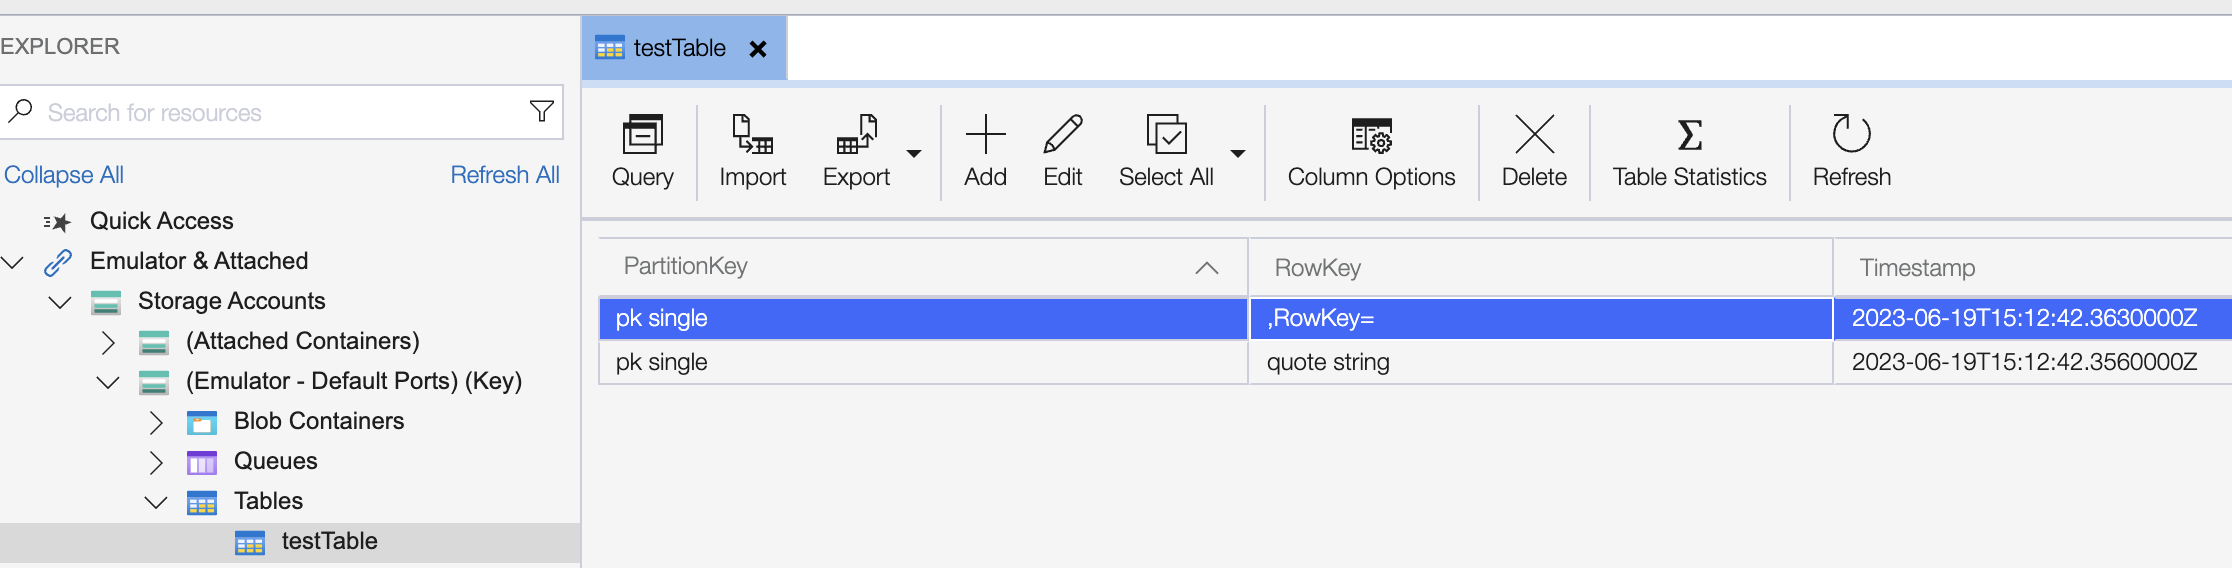 EXPLORER
Search for resources
Collapse All
Refresh All
Quick Access
Emulator & Attached
Storage Accounts
(Attached Containers)
(Emulator - Default Ports) (Key)
Blob Containers
Queues
Tables
testTable
testTable
Query
Import
Export
Add
Edit
Select All
Column Options
Delete
Table Statistics
Refresh
PartitionKey RowKey Timestamp
pk single ,RowKey= 2023-06-19T15:12:42.3630000Z
pk single quote string 2023-06-19T15:12:42.3560000Z